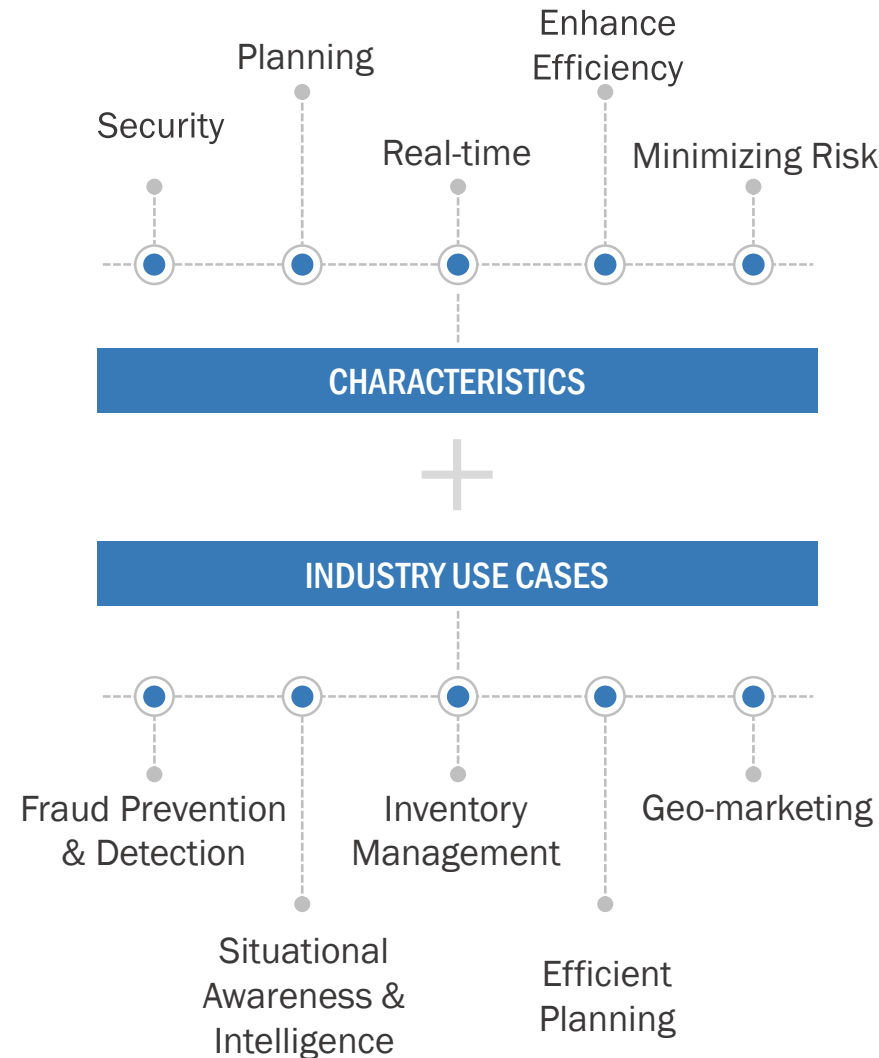 Security
Planning
Real-time
Enhance
Efficiency
Minimizing Risk
CHARACTERISTICS
INDUSTRY USE CASES
Fraud Prevention
& Detection
Situational
Awareness &
Intelligence
Inventory
Management
Efficient
Planning
Geo-marketing